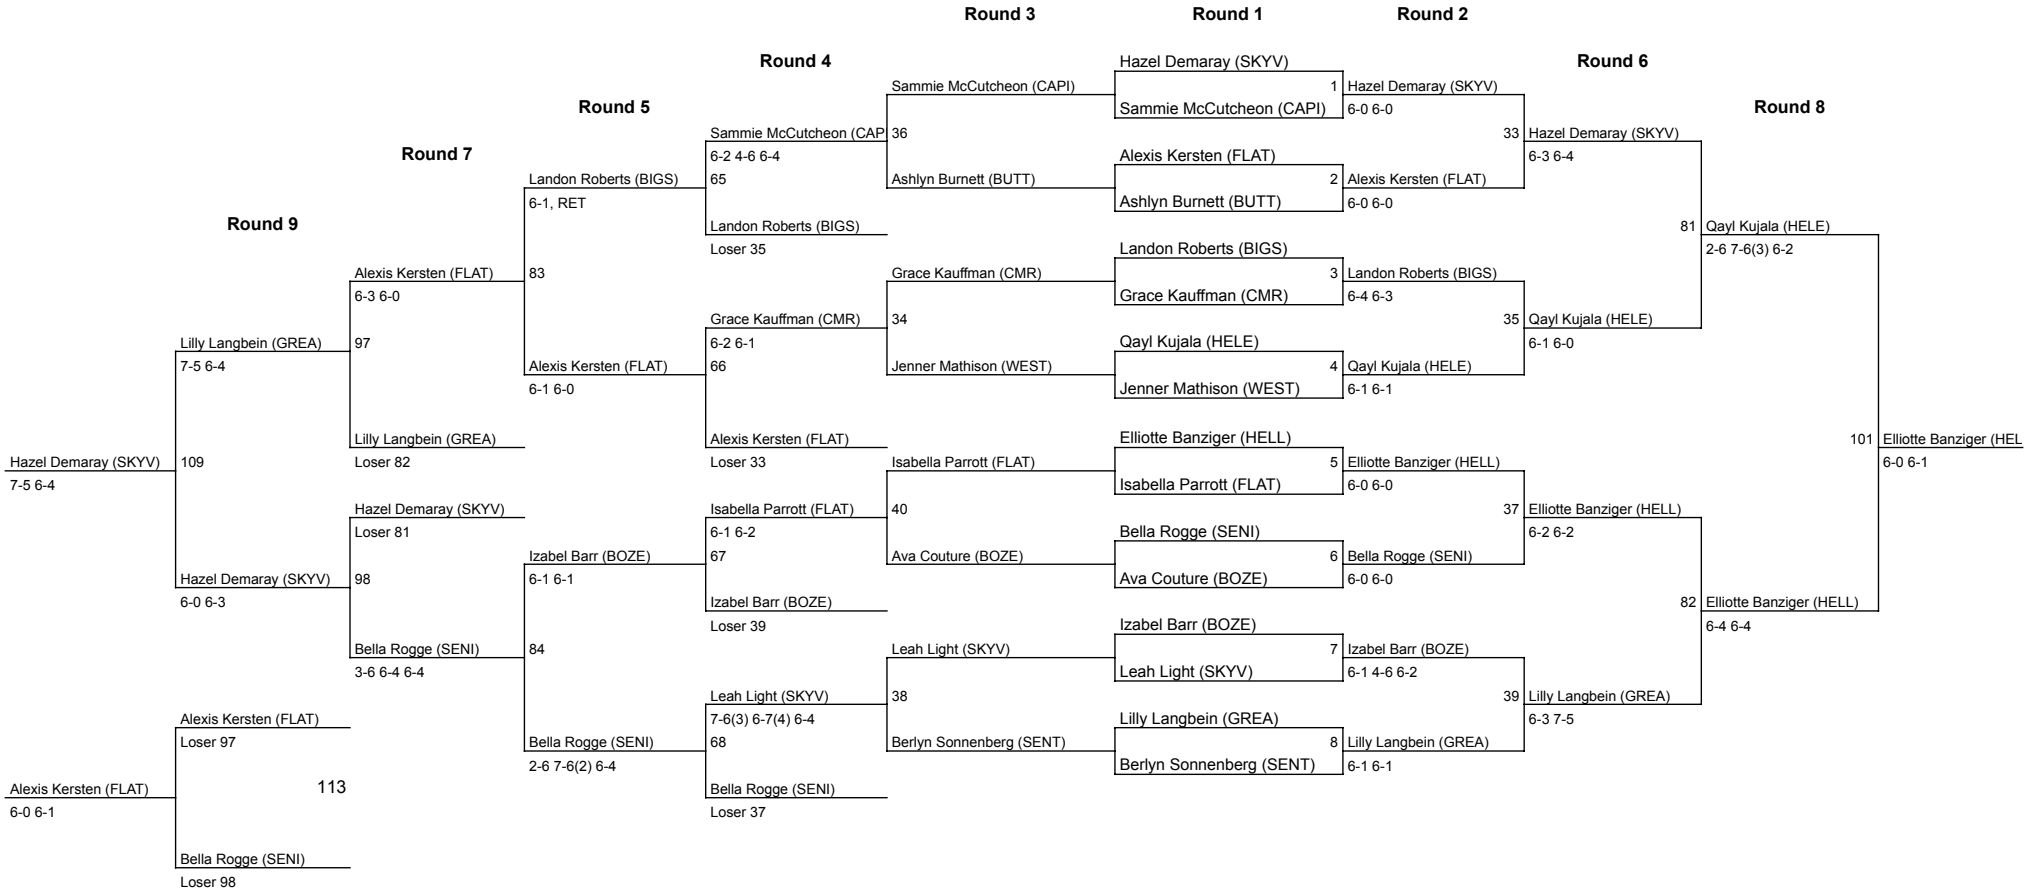 Round 3
Round 1
Round 2
Round 4
Round 6
Round 5
Round 8
Round 7
Round 9
Hazel Demaray (SKYV)
1
Sammie McCutcheon (CAPI)
Alexis Kersten (FLAT)
2
Ashlyn Burnett (BUTT)
Landon Roberts (BIGS)
3
Grace Kauffman (CMR)
Qayl Kujala (HELE)
4
Jenner Mathison (WEST)
Elliotte Banziger (HELL)
5
Isabella Parrott (FLAT)
Bella Rogge (SENI)
6
Ava Couture (BOZE)
Izabel Barr (BOZE)
7
Leah Light (SKYV)
Lilly Langbein (GREA)
8
Berlyn Sonnenberg (SENT)
Hazel Demaray (SKYV)
6-0 6-0
33
Alexis Kersten (FLAT)
6-0 6-0
Landon Roberts (BIGS)
6-4 6-3
35
Qayl Kujala (HELE)
6-1 6-1
Elliotte Banziger (HELL)
6-0 6-0
37
Bella Rogge (SENI)
6-0 6-0
Izabel Barr (BOZE)
6-1 4-6 6-2
39
Lilly Langbein (GREA)
6-1 6-1
Hazel Demaray (SKYV)
6-3 6-4
81
Qayl Kujala (HELE)
6-1 6-0
Elliotte Banziger (HELL)
6-2 6-2
82
Lilly Langbein (GREA)
6-3 7-5
Qayl Kujala (HELE)
2-6 7-6(3) 6-2
101
Elliotte Banziger (HELL)
6-4 6-4
Elliotte Banziger (HEL
6-0 6-1
Sammie McCutcheon (CAPI)
36
Ashlyn Burnett (BUTT)
Grace Kauffman (CMR)
34
Jenner Mathison (WEST)
Isabella Parrott (FLAT)
40
Ava Couture (BOZE)
Leah Light (SKYV)
38
Berlyn Sonnenberg (SENT)
Sammie McCutcheon (CAP
6-2 4-6 6-4
65
Landon Roberts (BIGS)
Loser 35
Grace Kauffman (CMR)
6-2 6-1
66
Alexis Kersten (FLAT)
Loser 33
Isabella Parrott (FLAT)
6-1 6-2
67
Izabel Barr (BOZE)
Loser 39
Leah Light (SKYV)
7-6(3) 6-7(4) 6-4
68
Bella Rogge (SENI)
Loser 37
Landon Roberts (BIGS)
6-1, RET
83
Alexis Kersten (FLAT)
6-1 6-0
Izabel Barr (BOZE)
6-1 6-1
84
Bella Rogge (SENI)
2-6 7-6(2) 6-4
Alexis Kersten (FLAT)
6-3 6-0
97
Lilly Langbein (GREA)
Loser 82
Hazel Demaray (SKYV)
Loser 81
98
Bella Rogge (SENI)
3-6 6-4 6-4
Lilly Langbein (GREA)
7-5 6-4
109
Hazel Demaray (SKYV)
6-0 6-3
Hazel Demaray (SKYV)
7-5 6-4
Alexis Kersten (FLAT)
Loser 97
113
Bella Rogge (SENI)
Loser 98
Alexis Kersten (FLAT)
6-0 6-1